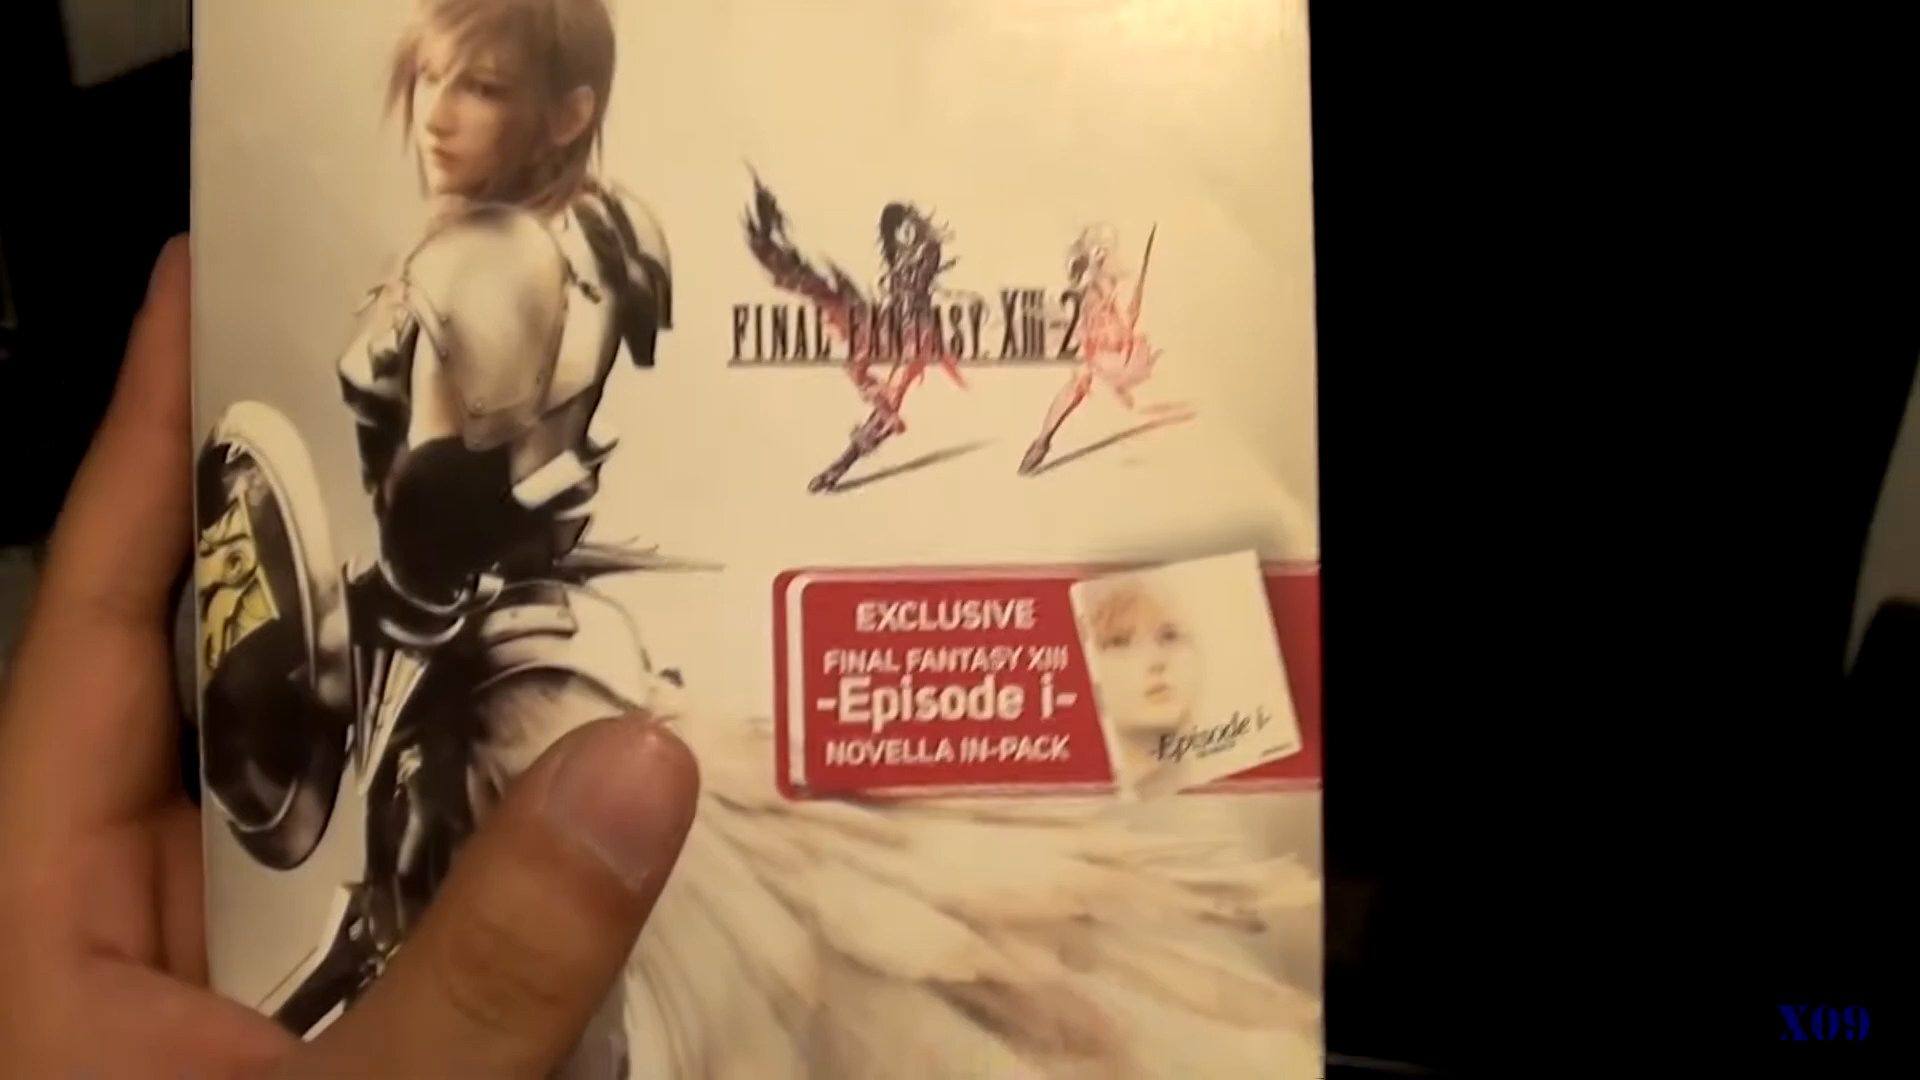 FINAL FANTASY XIII-2
EXCLUSIVE
FINAL FANTASY XIII
-Episode i-
NOVELLA IN-PACK
-Episode i-
X09